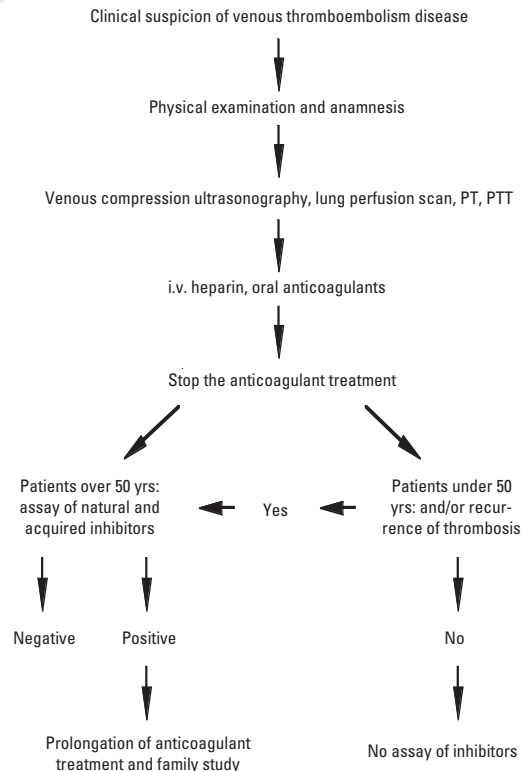 Clinical suspicion of venous thromboembolism disease
Physical examination and anamnesis
Venous compression ultrasonography, lung perfusion scan, PT, PTT
i.v. heparin, oral anticoagulants
Stop the anticoagulant treatment
Patients over 50 yrs:
assay of natural and
acquired inhibitors
Yes
Patients under 50
yrs: and/or recur-
rence of thrombosis
Negative
Positive
No
Prolongation of anticoagulant
treatment and family study
No assay of inhibitors